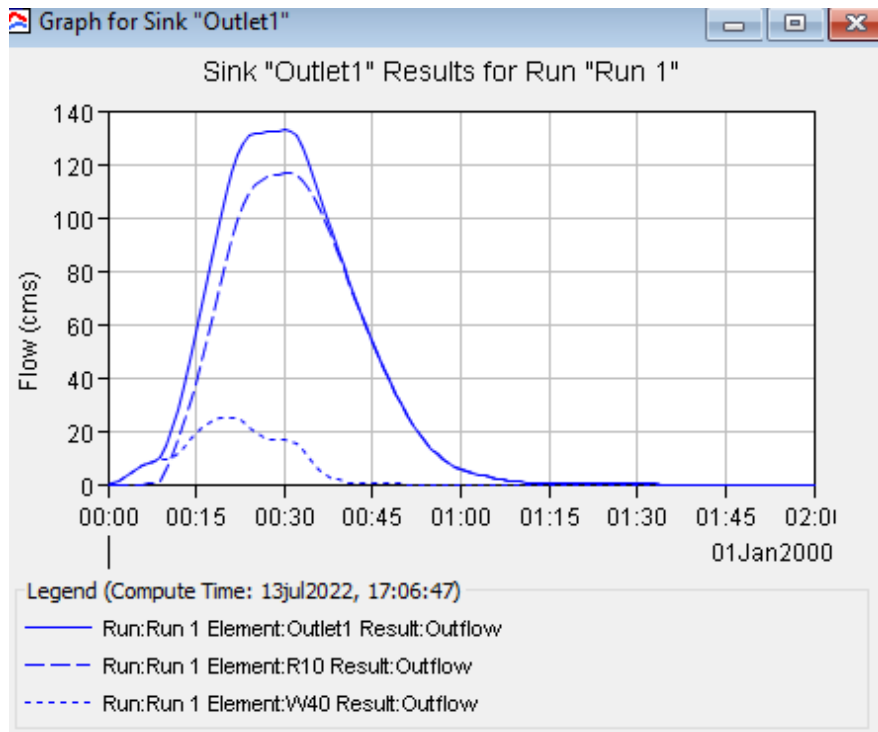 Graph for Sink "Outlet1"
Sink "Outlet1" Results for Run "Run 1"
140
120
100
80
60
40
20
0
Flow (cms)
00:00 00:15 00:30 00:45 01:00 01:15 01:30 01:45 02:0
01Jan2000
Legend (Compute Time: 13jul2022, 17:06:47)
Run:Run 1 Element:Outlet1 Result:Outflow
Run:Run 1 Element:R10 Result:Outflow
Run:Run 1 Element:W40 Result:Outflow